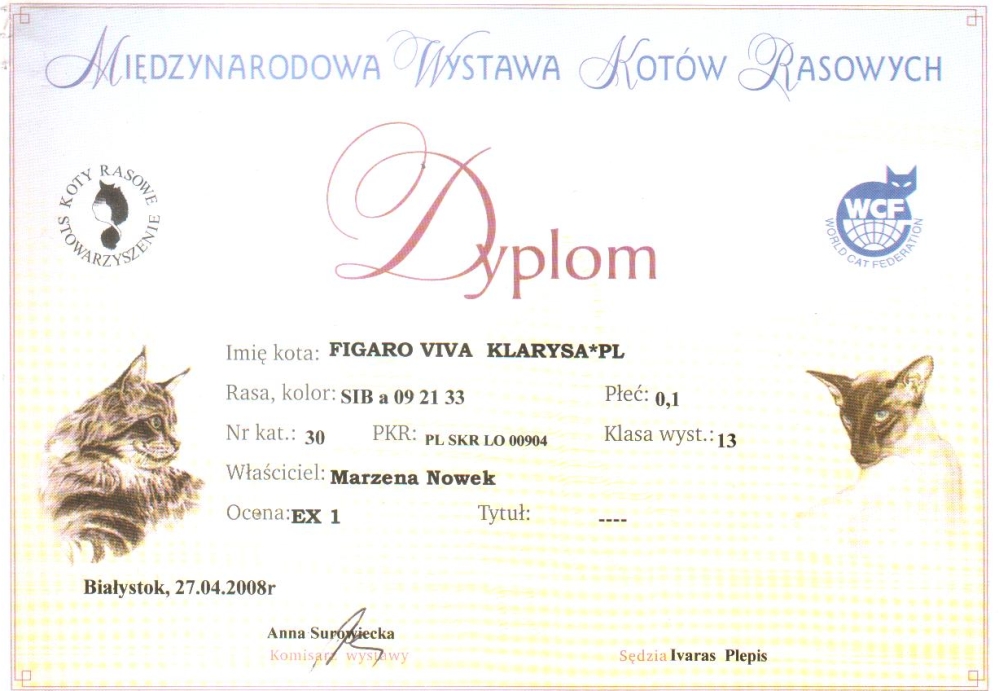 MIĘDZYNARODOWA WYSTAWA KOTÓW RASOWYCH
KOTY RASOWE
STOWARZYSZENIE
WCF
WORLD CAT FEDERATION
Dyplom
Imię kota: FIGARO VIVA KLARYSA*PL
Rasa, kolor: SIB a 09 21 33 Płeć: 0,1
Nr kat.: 30 PKR: PL SKR LO 00904 Klasa wyst.: 13
Właściciel: Marzena Nowek
Ocena: EX 1 Tytuł: ----
Białystok, 27.04.2008r
Anna Surowiecka
Komisarz wystawy
Sędzia Ivaras Plepis